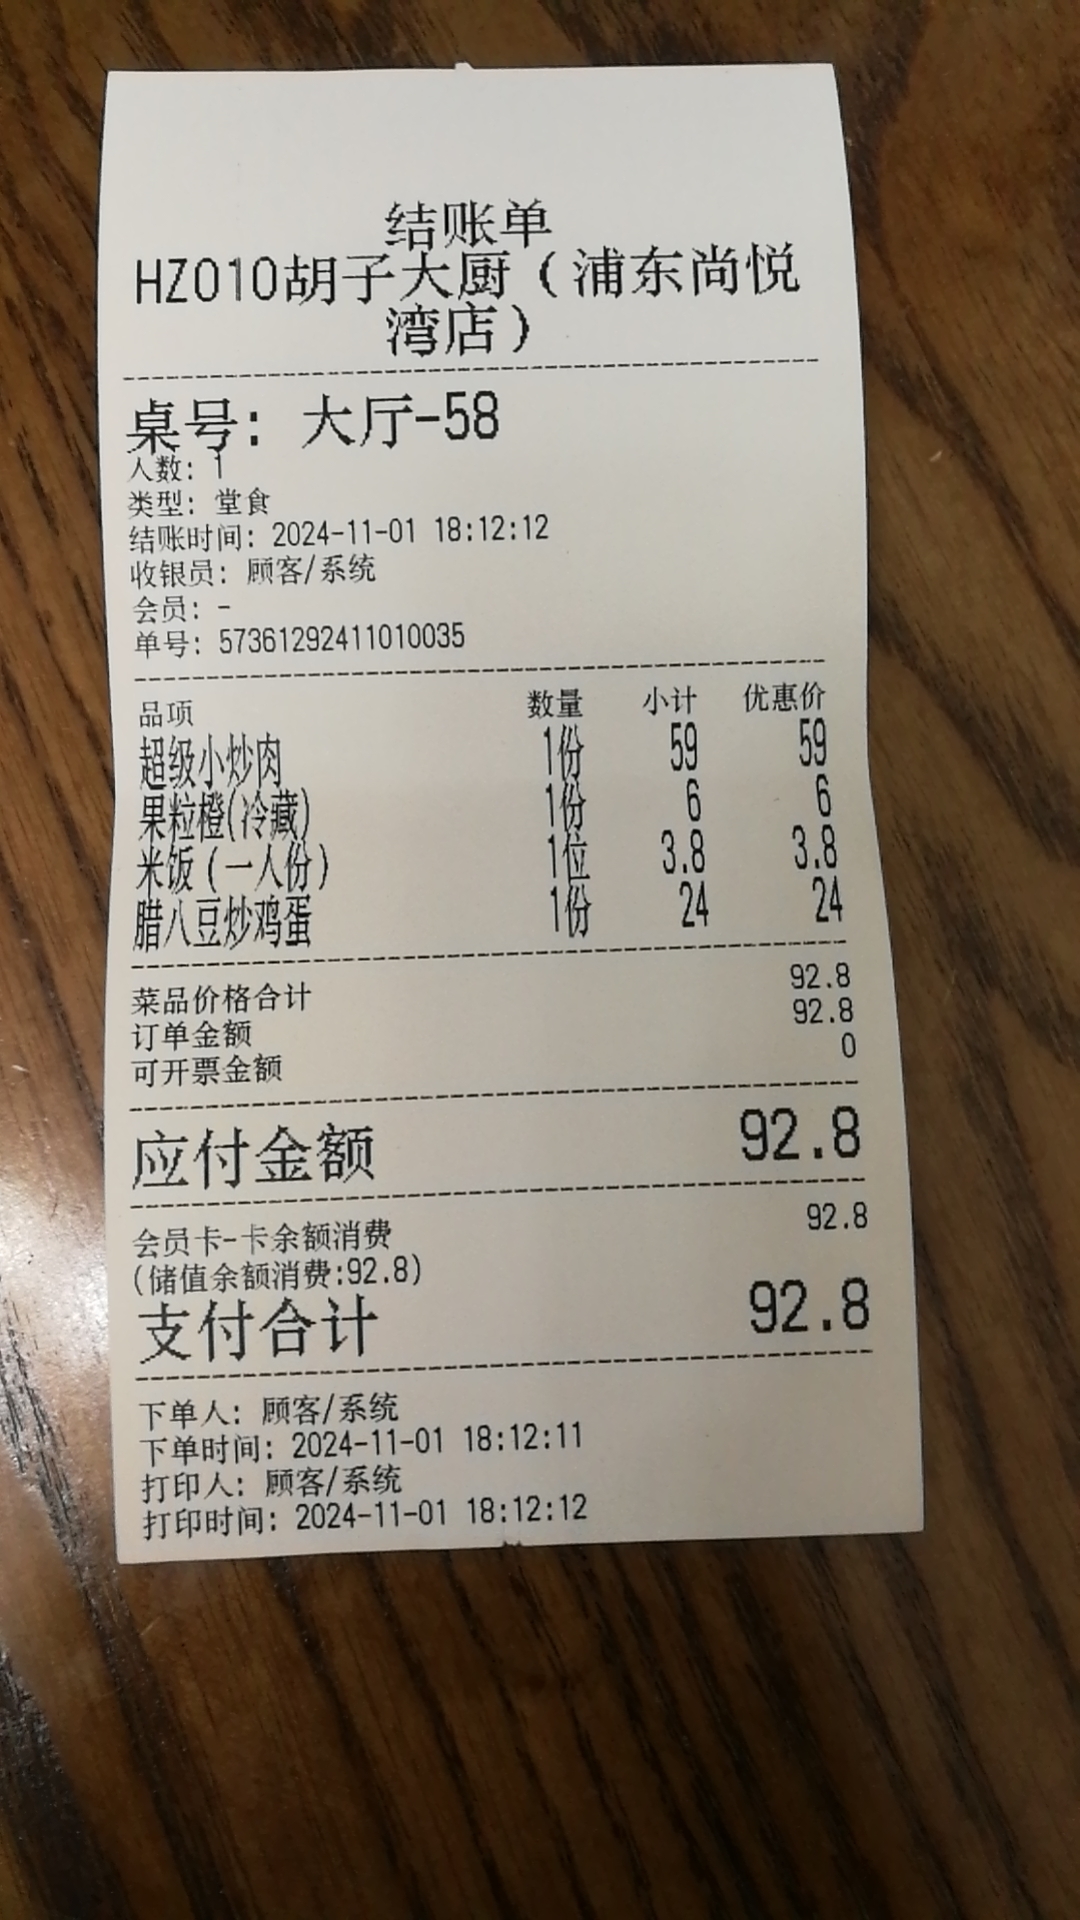 结账单
HZ010胡子大厨（浦东尚悦
湾店）
桌号: 大厅-58
人数: 1
类型: 堂食
结账时间: 2024-11-01 18:12:12
收银员: 顾客/系统
会员: -
单号: 57361292411010035
品项 数量 小计 优惠价
超级小炒肉 1份 59 59
果粒橙(冷藏) 1份 6 6
米饭（一人份） 1位 3.8 3.8
腊八豆炒鸡蛋 1份 24 24
菜品价格合计 92.8
订单金额 92.8
可开票金额 0
应付金额 92.8
会员卡-卡余额消费 92.8
(储值余额消费:92.8)
支付合计 92.8
下单人: 顾客/系统
下单时间: 2024-11-01 18:12:11
打印人: 顾客/系统
打印时间: 2024-11-01 18:12:12